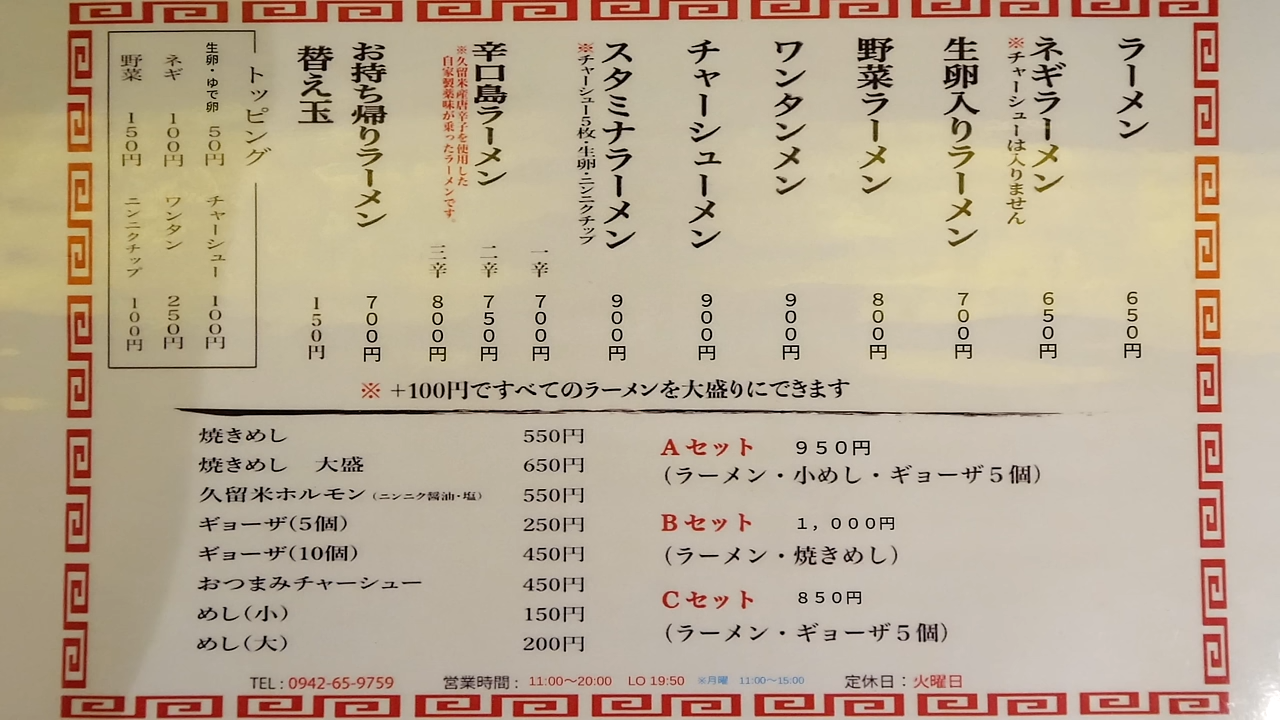 ラーメン 650円
ネギラーメン 650円
※チャーシューは入りません
生卵入りラーメン 700円
野菜ラーメン 800円
ワンタンメン 900円
チャーシューメン 900円
スタミナラーメン 900円
※チャーシュー5枚・生卵・ニンニクチップ
辛口島ラーメン
※久留米産唐辛子を使用した
自家製薬味が乗ったラーメンです。
一辛 700円
二辛 750円
三辛 800円
お持ち帰りラーメン 700円
替え玉 150円
トッピング
生卵・ゆで卵 50円 チャーシュー 100円
ネギ 100円 ワンタン 250円
野菜 150円 ニンニクチップ 100円
※ +100円ですべてのラーメンを大盛りにできます
焼きめし 550円
焼きめし 大盛 650円
久留米ホルモン(ニンニク醤油・塩) 550円
ギョーザ(5個) 250円
ギョーザ(10個) 450円
おつまみチャーシュー 450円
めし(小) 150円
めし(大) 200円
Aセット 950円
(ラーメン・小めし・ギョーザ5個)
Bセット 1,000円
(ラーメン・焼きめし)
Cセット 850円
(ラーメン・ギョーザ5個)
TEL:0942-65-9759 営業時間: 11:00〜20:00 LO 19:50 ※月曜 11:00〜15:00 定休日:火曜日